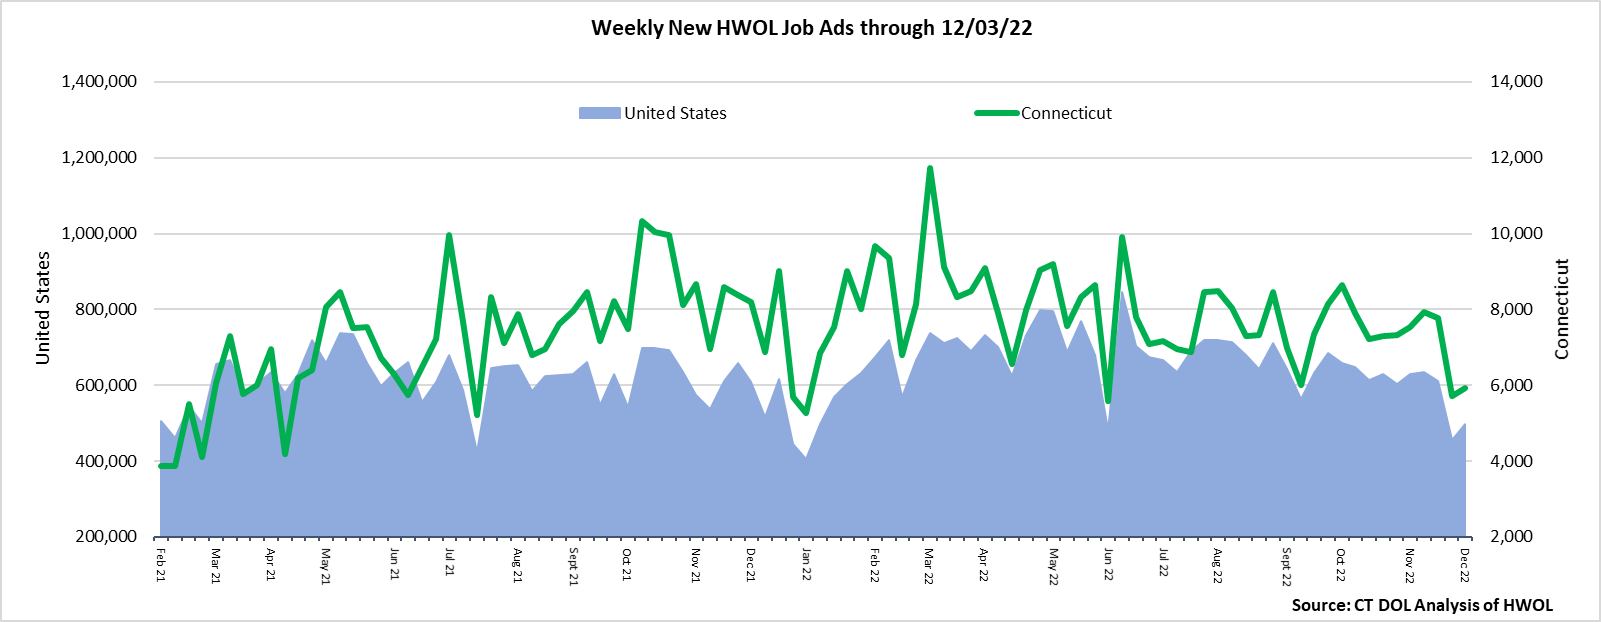 Weekly New HWOL Job Ads through 12/03/22
1,400,000
14,000
United States
Connecticut
1,200,000
12,000
1,000,000
10,000
800,000
8,000
600,000
6,000
400,000
4,000
200,000
2,000
United States
Connecticut
Feb 21
Mar 21
Apr 21
May 21
Jun 21
Jul 21
Aug 21
Sept 21
Oct 21
Nov 21
Dec 21
Jan 22
Feb 22
Mar 22
Apr 22
May 22
Jun 22
Jul 22
Aug 22
Sept 22
Oct 22
Nov 22
Dec 22
Source: CT DOL Analysis of HWOL